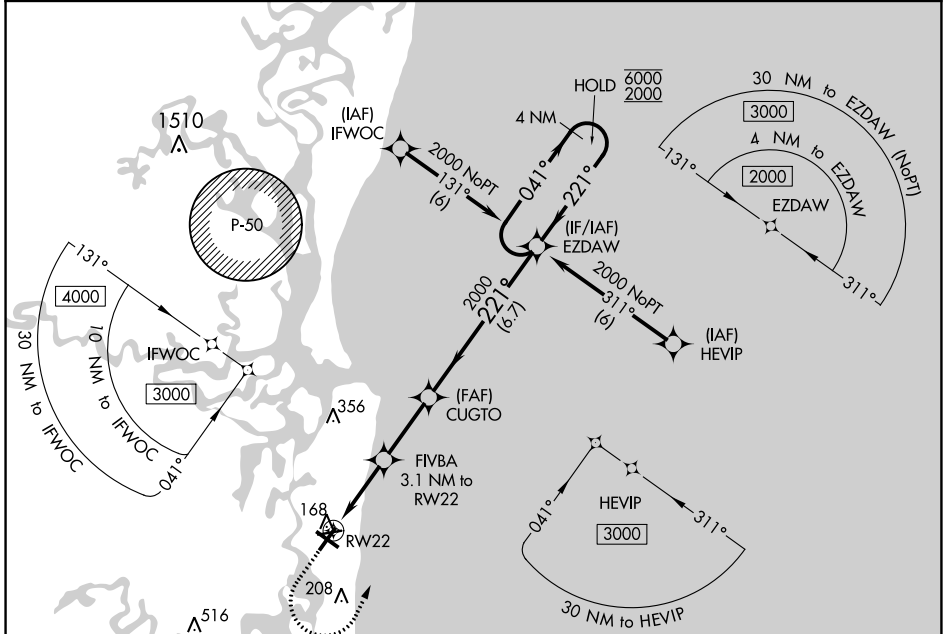 1510
P-50
(IAF)
IFWOC
2000 NoPT
131°
(6)
HOLD
6000
2000
4 NM
041°
221°
(IF/IAF)
EZDAW
2000 NoPT
311°
(6)
(IAF)
HEVIP
2000
221°
(6.7)
(FAF)
CUGTO
FIVBA
3.1 NM to
RW22
RW22
356
168
208
516
30 NM to EZDAW (NoPT)
3000
4 NM to EZDAW
2000
EZDAW
131°
311°
131°
4000
IFWOC
3000
10 NM to IFWOC
30 NM to IFWOC
041°
HEVIP
3000
041°
311°
30 NM to HEVIP